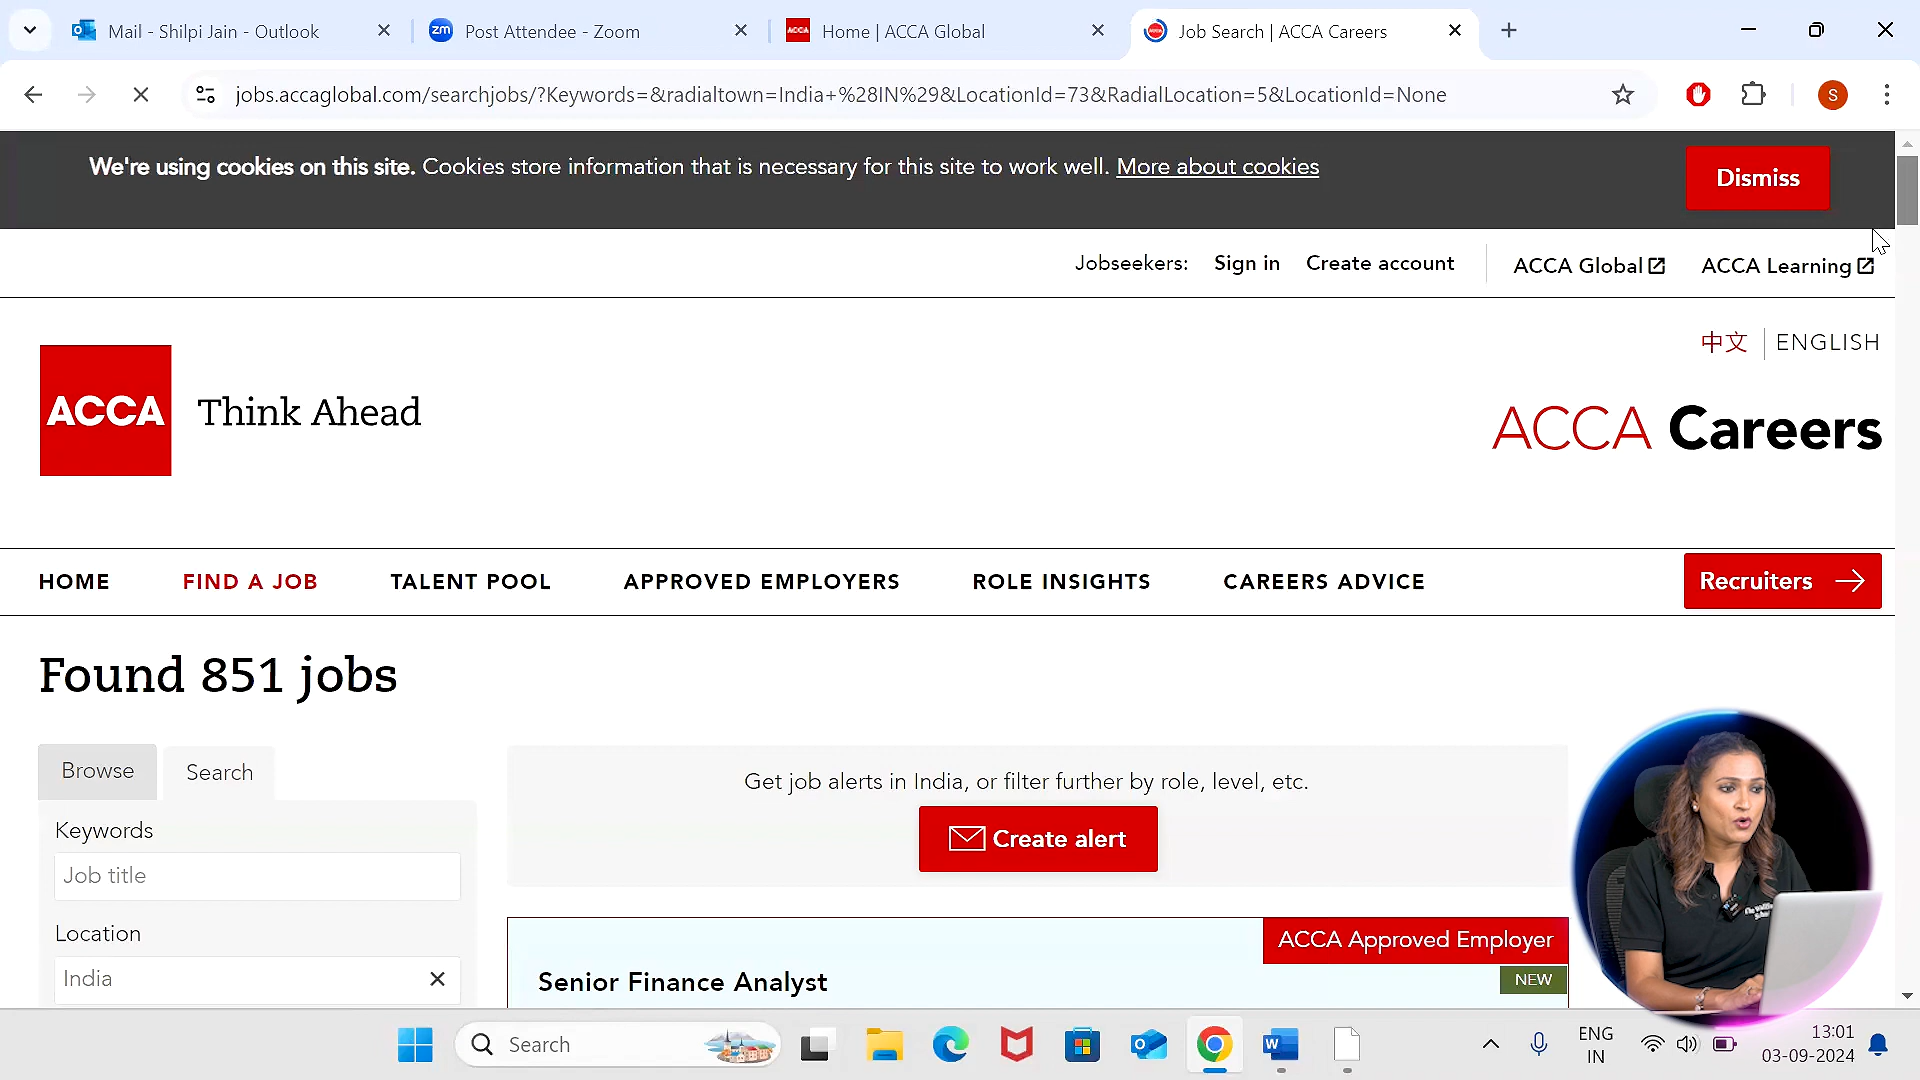 Mail - Shilpi Jain - Outlook
Post Attendee - Zoom
Home | ACCA Global
Job Search | ACCA Careers
jobs.accaglobal.com/searchjobs/?Keywords=&radialtown=India+%28IN%29&LocationId=73&RadialLocation=5&LocationId=None
S
We're using cookies on this site. Cookies store information that is necessary for this site to work well. More about cookies
Dismiss
Jobseekers: Sign in Create account
ACCA Global
ACCA Learning
中文 ENGLISH
ACCA Think Ahead
ACCA Careers
HOME
FIND A JOB
TALENT POOL
APPROVED EMPLOYERS
ROLE INSIGHTS
CAREERS ADVICE
Recruiters
Found 851 jobs
Browse
Search
Get job alerts in India, or filter further by role, level, etc.
Create alert
Keywords
Job title
Location
India
ACCA Approved Employer
NEW
Senior Finance Analyst
Search
ENG
IN
13:01
03-09-2024